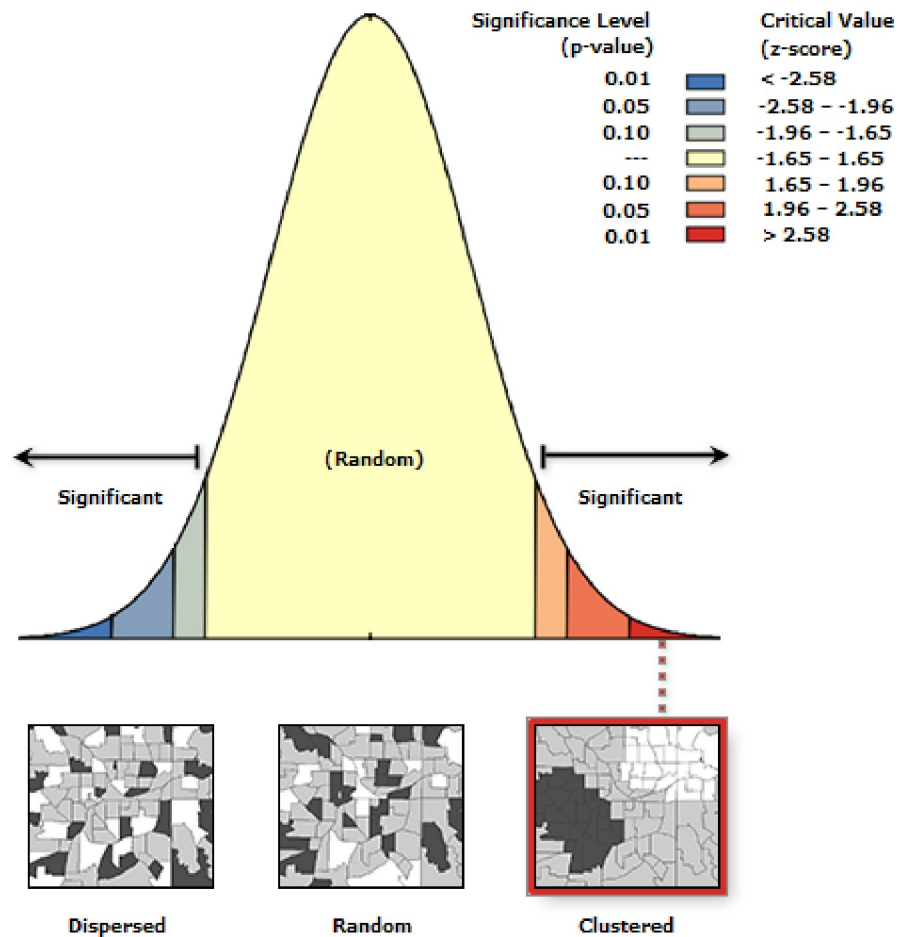 Significance Level Critical Value
(p-value) (z-score)
0.01 < -2.58
0.05 -2.58 – -1.96
0.10 -1.96 – -1.65
--- -1.65 – 1.65
0.10 1.65 – 1.96
0.05 1.96 – 2.58
0.01 > 2.58
(Random)
Significant Significant
Dispersed Random Clustered